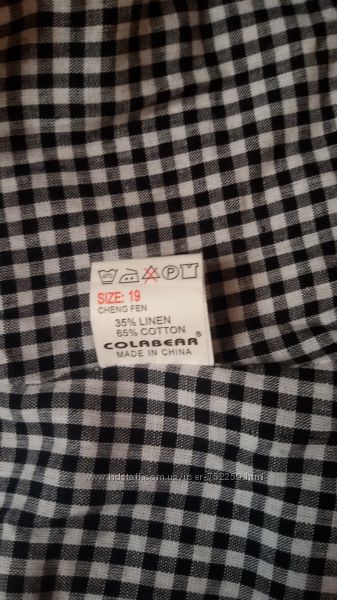 SIZE: 19
CHENG FEN
35% LINEN
65% COTTON
COLABEAR ®
MADE IN CHINA